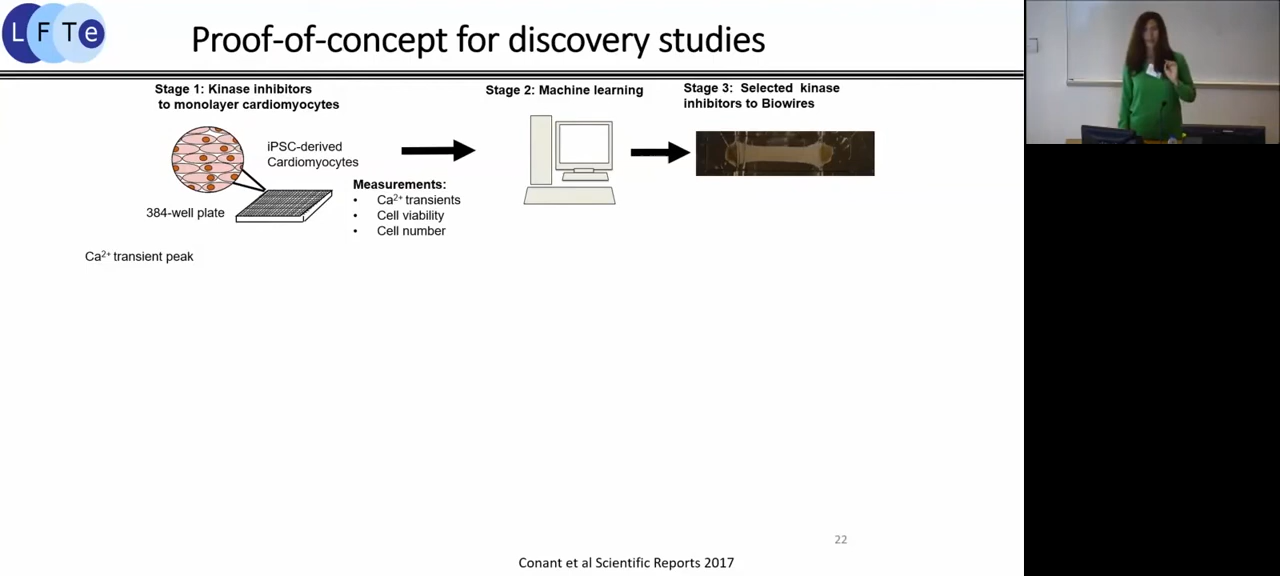 L F T e
Proof-of-concept for discovery studies
Stage 1: Kinase inhibitors
to monolayer cardiomyocytes
iPSC-derived
Cardiomyocytes
384-well plate
Measurements:
• Ca²⁺ transients
• Cell viability
• Cell number
Stage 2: Machine learning
Stage 3: Selected kinase
inhibitors to Biowires
Ca²⁺ transient peak
22
Conant et al Scientific Reports 2017